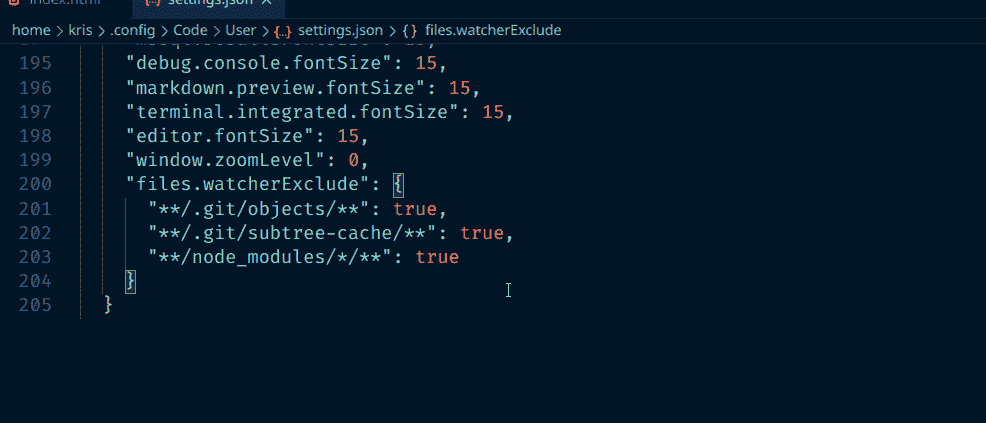 index.html settings.json
home > kris > .config > Code > User > {..} settings.json > {} files.watcherExclude
195 "debug.console.fontSize": 15,
196 "markdown.preview.fontSize": 15,
197 "terminal.integrated.fontSize": 15,
198 "editor.fontSize": 15,
199 "window.zoomLevel": 0,
200 "files.watcherExclude": {
201 "**/.git/objects/**": true,
202 "**/.git/subtree-cache/**": true,
203 "**/node_modules/*/**": true
204 }
205 }